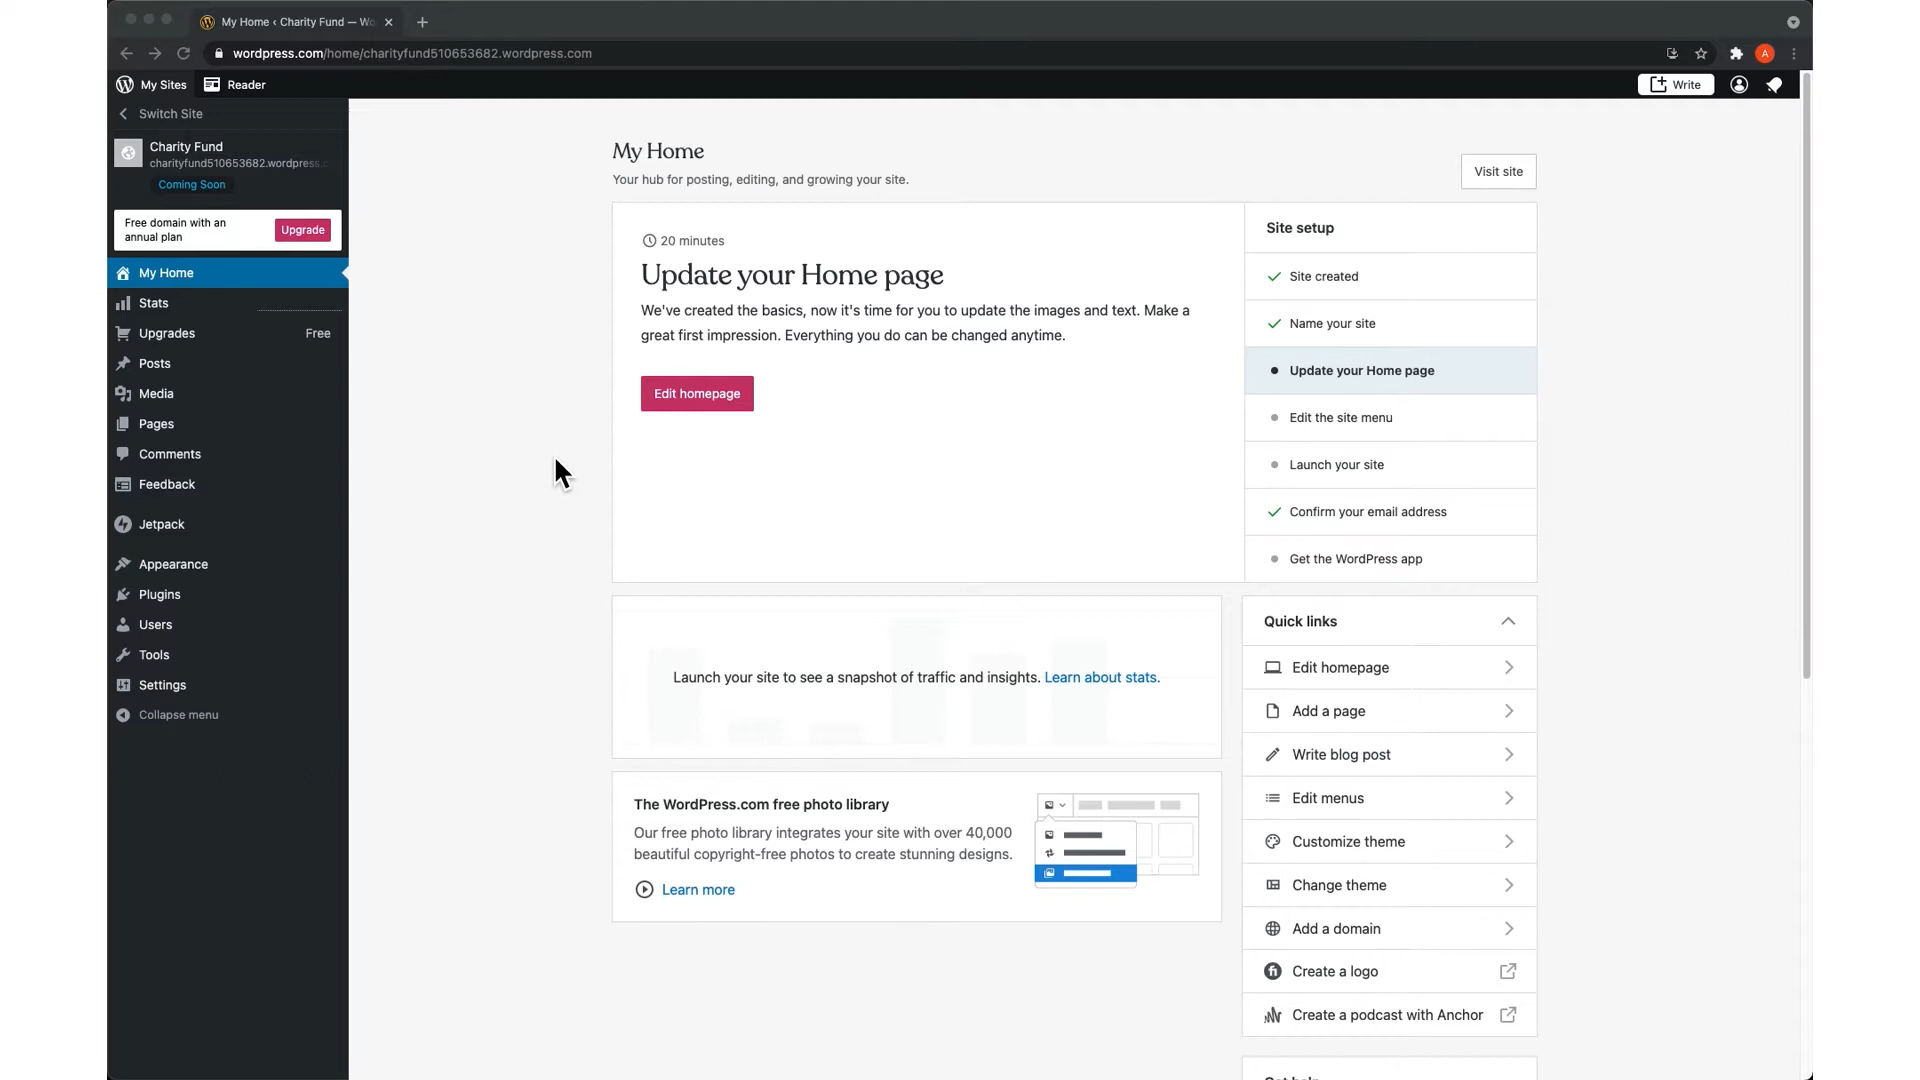 My Home ‹ Charity Fund — Wo
wordpress.com/home/charityfund510653682.wordpress.com
A
My Sites
Reader
Write
Switch Site
Charity Fund
charityfund510653682.wordpress.c
Coming Soon
Free domain with an
annual plan
Upgrade
My Home
Stats
Upgrades
Free
Posts
Media
Pages
Comments
Feedback
Jetpack
Appearance
Plugins
Users
Tools
Settings
Collapse menu
My Home
Your hub for posting, editing, and growing your site.
Visit site
20 minutes
Update your Home page
We've created the basics, now it's time for you to update the images and text. Make a
great first impression. Everything you do can be changed anytime.
Edit homepage
Site setup
Site created
Name your site
Update your Home page
Edit the site menu
Launch your site
Confirm your email address
Get the WordPress app
Launch your site to see a snapshot of traffic and insights. Learn about stats.
The WordPress.com free photo library
Our free photo library integrates your site with over 40,000
beautiful copyright-free photos to create stunning designs.
Learn more
Quick links
Edit homepage
Add a page
Write blog post
Edit menus
Customize theme
Change theme
Add a domain
Create a logo
Create a podcast with Anchor